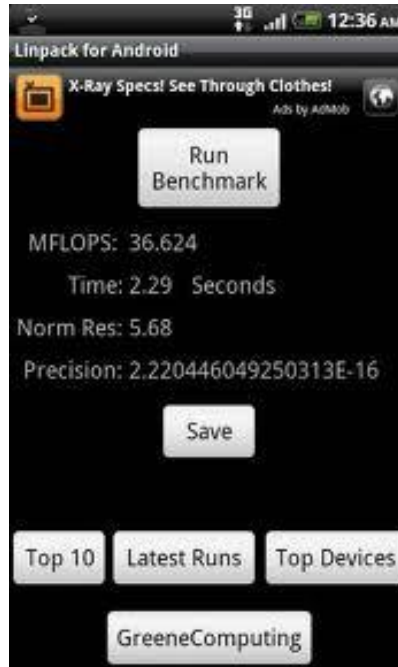 3G 12:36 AM
Linpack for Android
X-Ray Specs! See Through Clothes!
Ads by AdMob
Run
Benchmark
MFLOPS: 36.624
Time: 2.29 Seconds
Norm Res: 5.68
Precision: 2.220446049250313E-16
Save
Top 10 Latest Runs Top Devices
GreeneComputing